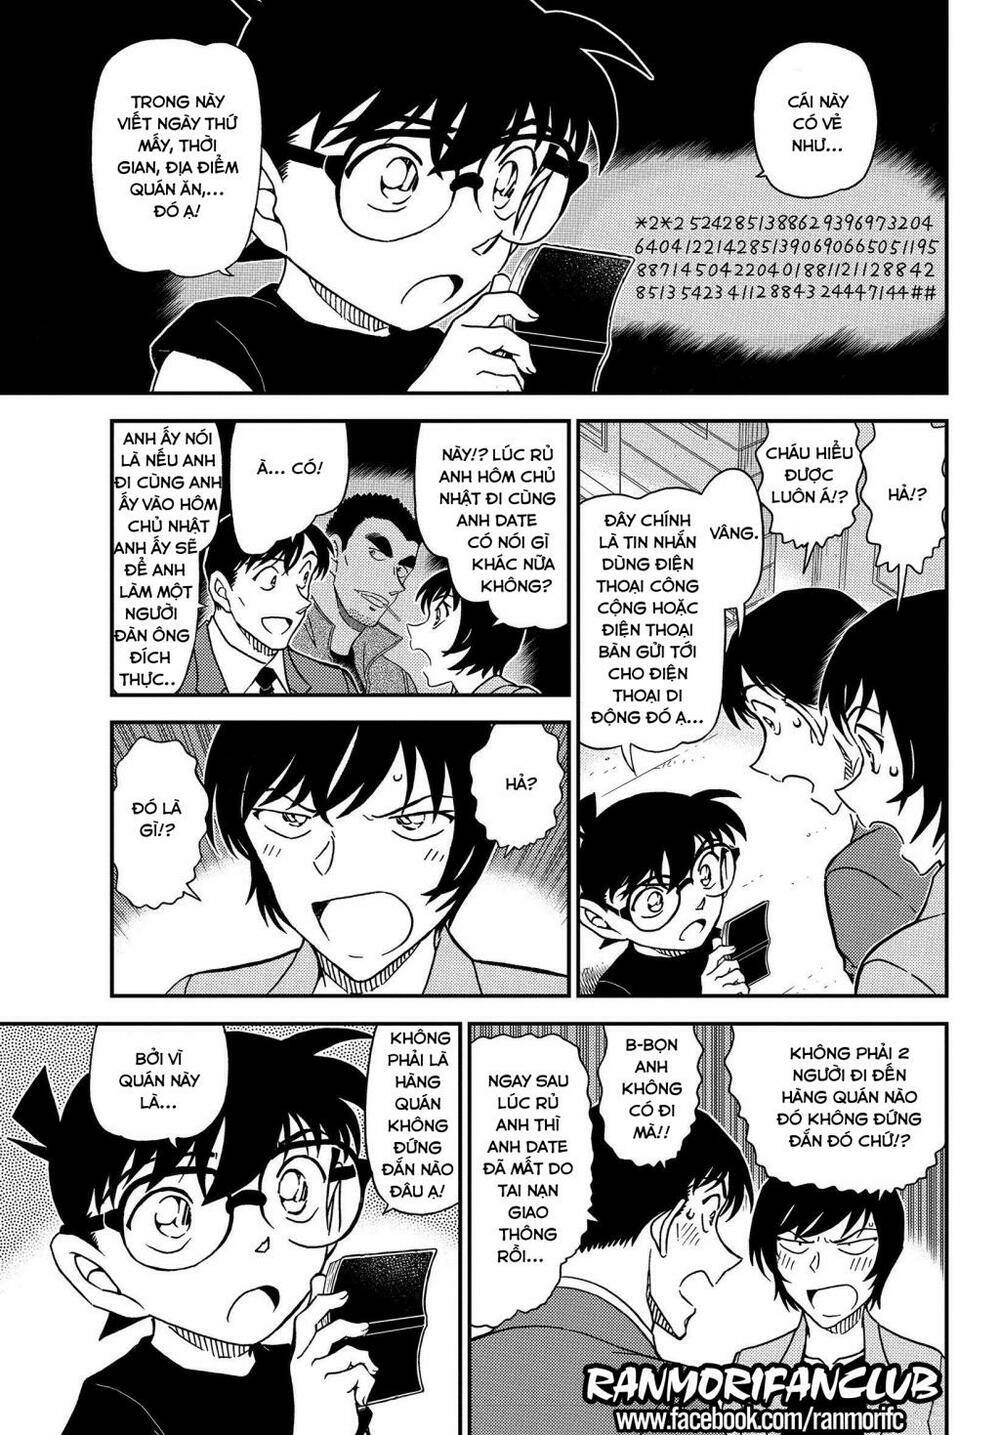 CÁI NÀY
CÓ VẺ
NHƯ...
*2*2 5242851388629396973204
6404122142851390690665051195
8871450422040188112112 8842
85135423411288432444 7144##
TRONG NÀY
VIẾT NGÀY THỨ
MẤY, THỜI
GIAN, ĐỊA ĐIỂM
QUÁN ĂN,...
ĐÓ Ạ!
HẢ!?
CHÁU HIỂU
ĐƯỢC
LUÔN Á!?
VÂNG.
ĐÂY CHÍNH
LÀ TIN NHẮN
DÙNG ĐIỆN
THOẠI CÔNG
CỘNG HOẶC
ĐIỆN THOẠI
BÀN GỬI TỚI
CHO ĐIỆN
THOẠI DI
ĐỘNG ĐÓ Ạ...
NÀY!? LÚC RỦ
ANH HÔM CHỦ
NHẬT ĐI CÙNG
ANH DATE
CÓ NÓI GÌ
KHÁC NỮA
KHÔNG?
À... CÓ!
ANH ẤY NÓI
LÀ NẾU ANH
ĐI CÙNG ANH
ẤY VÀO HÔM
CHỦ NHẬT
ANH ẤY SẼ
ĐỂ ANH
LÀM MỘT
NGƯỜI
ĐÀN ÔNG
ĐÍCH
THỰC..
HẢ?
ĐÓ LÀ
GÌ!?
KHÔNG PHẢI 2
NGƯỜI ĐI ĐẾN
HÀNG QUÁN NÀO
ĐÓ KHÔNG ĐỨNG
ĐẮN ĐÓ CHỨ!?
B-BỌN
ANH
KHÔNG
CÓ ĐI
MÀ!!
NGAY SAU
LÚC RỦ
ANH THÌ
ANH DATE
ĐÃ MẤT DO
TAI NẠN
GIAO
THÔNG
RỒI...
KHÔNG
PHẢI LÀ
HÀNG
QUÁN
KHÔNG
ĐỨNG
ĐẮN NÀO
ĐÂU Ạ!
BỞI VÌ
QUÁN NÀY
LÀ...
RANMORIFANCLUB
www.facebook.com/ranmorifc